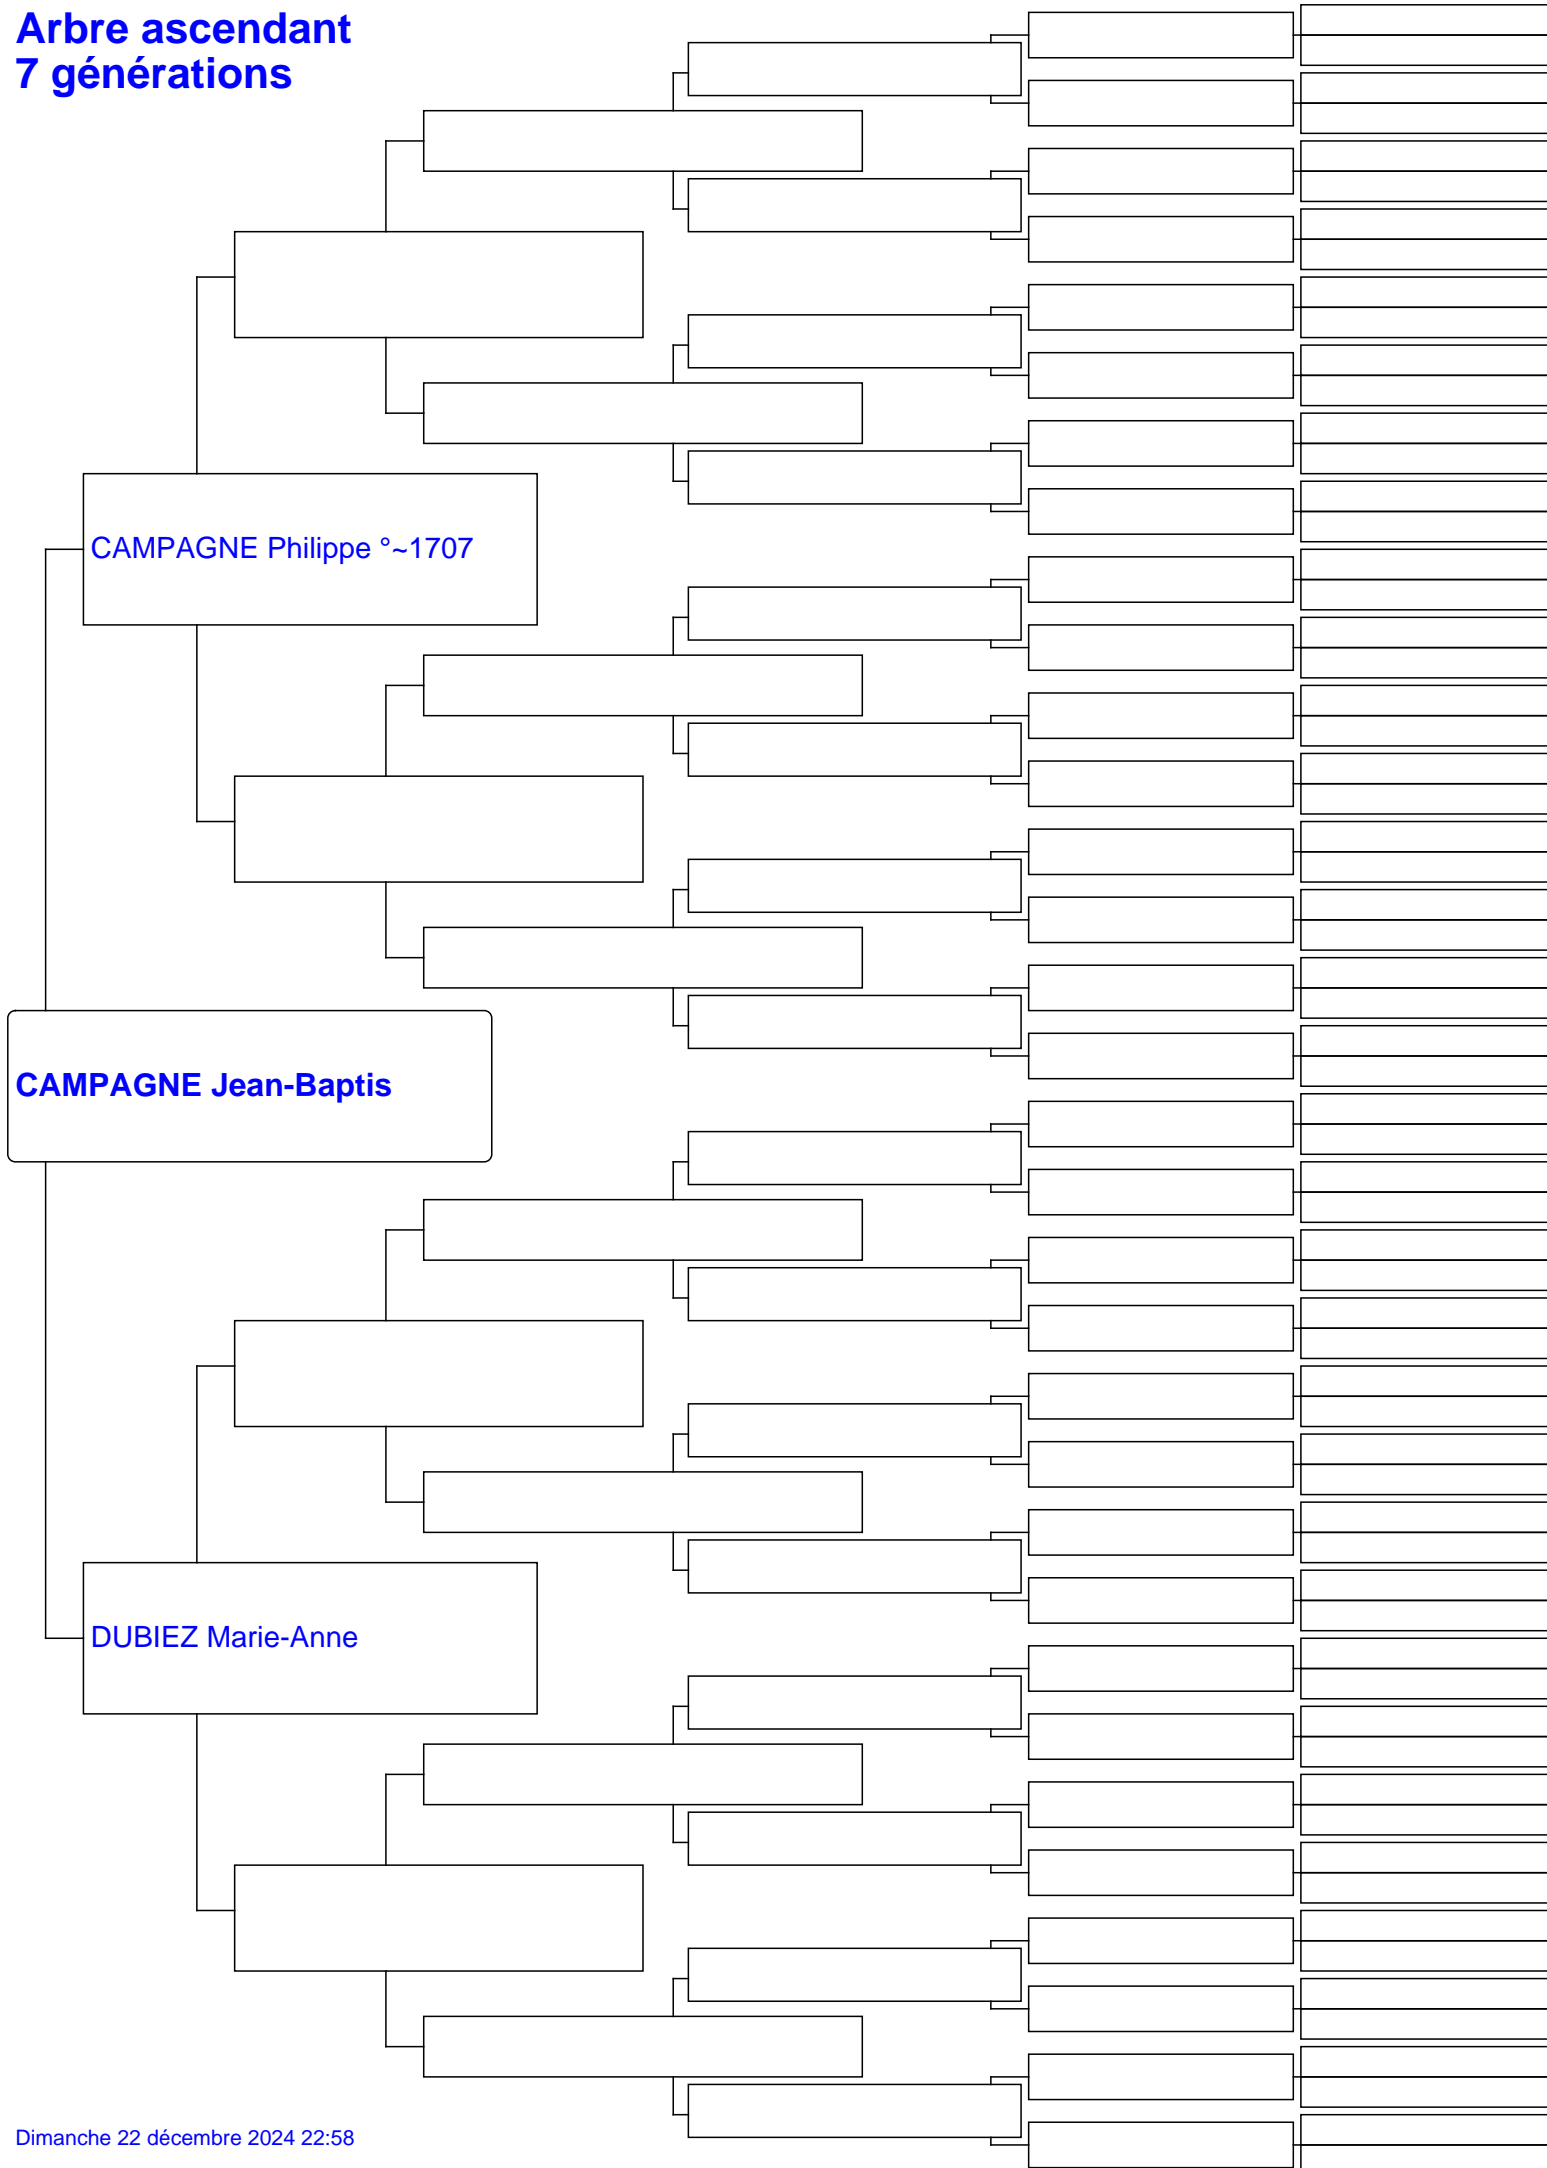 Arbre ascendant
7 générations
CAMPAGNE Philippe °~1707
CAMPAGNE Jean-Baptis
DUBIEZ Marie-Anne
Dimanche 22 décembre 2024 22:58